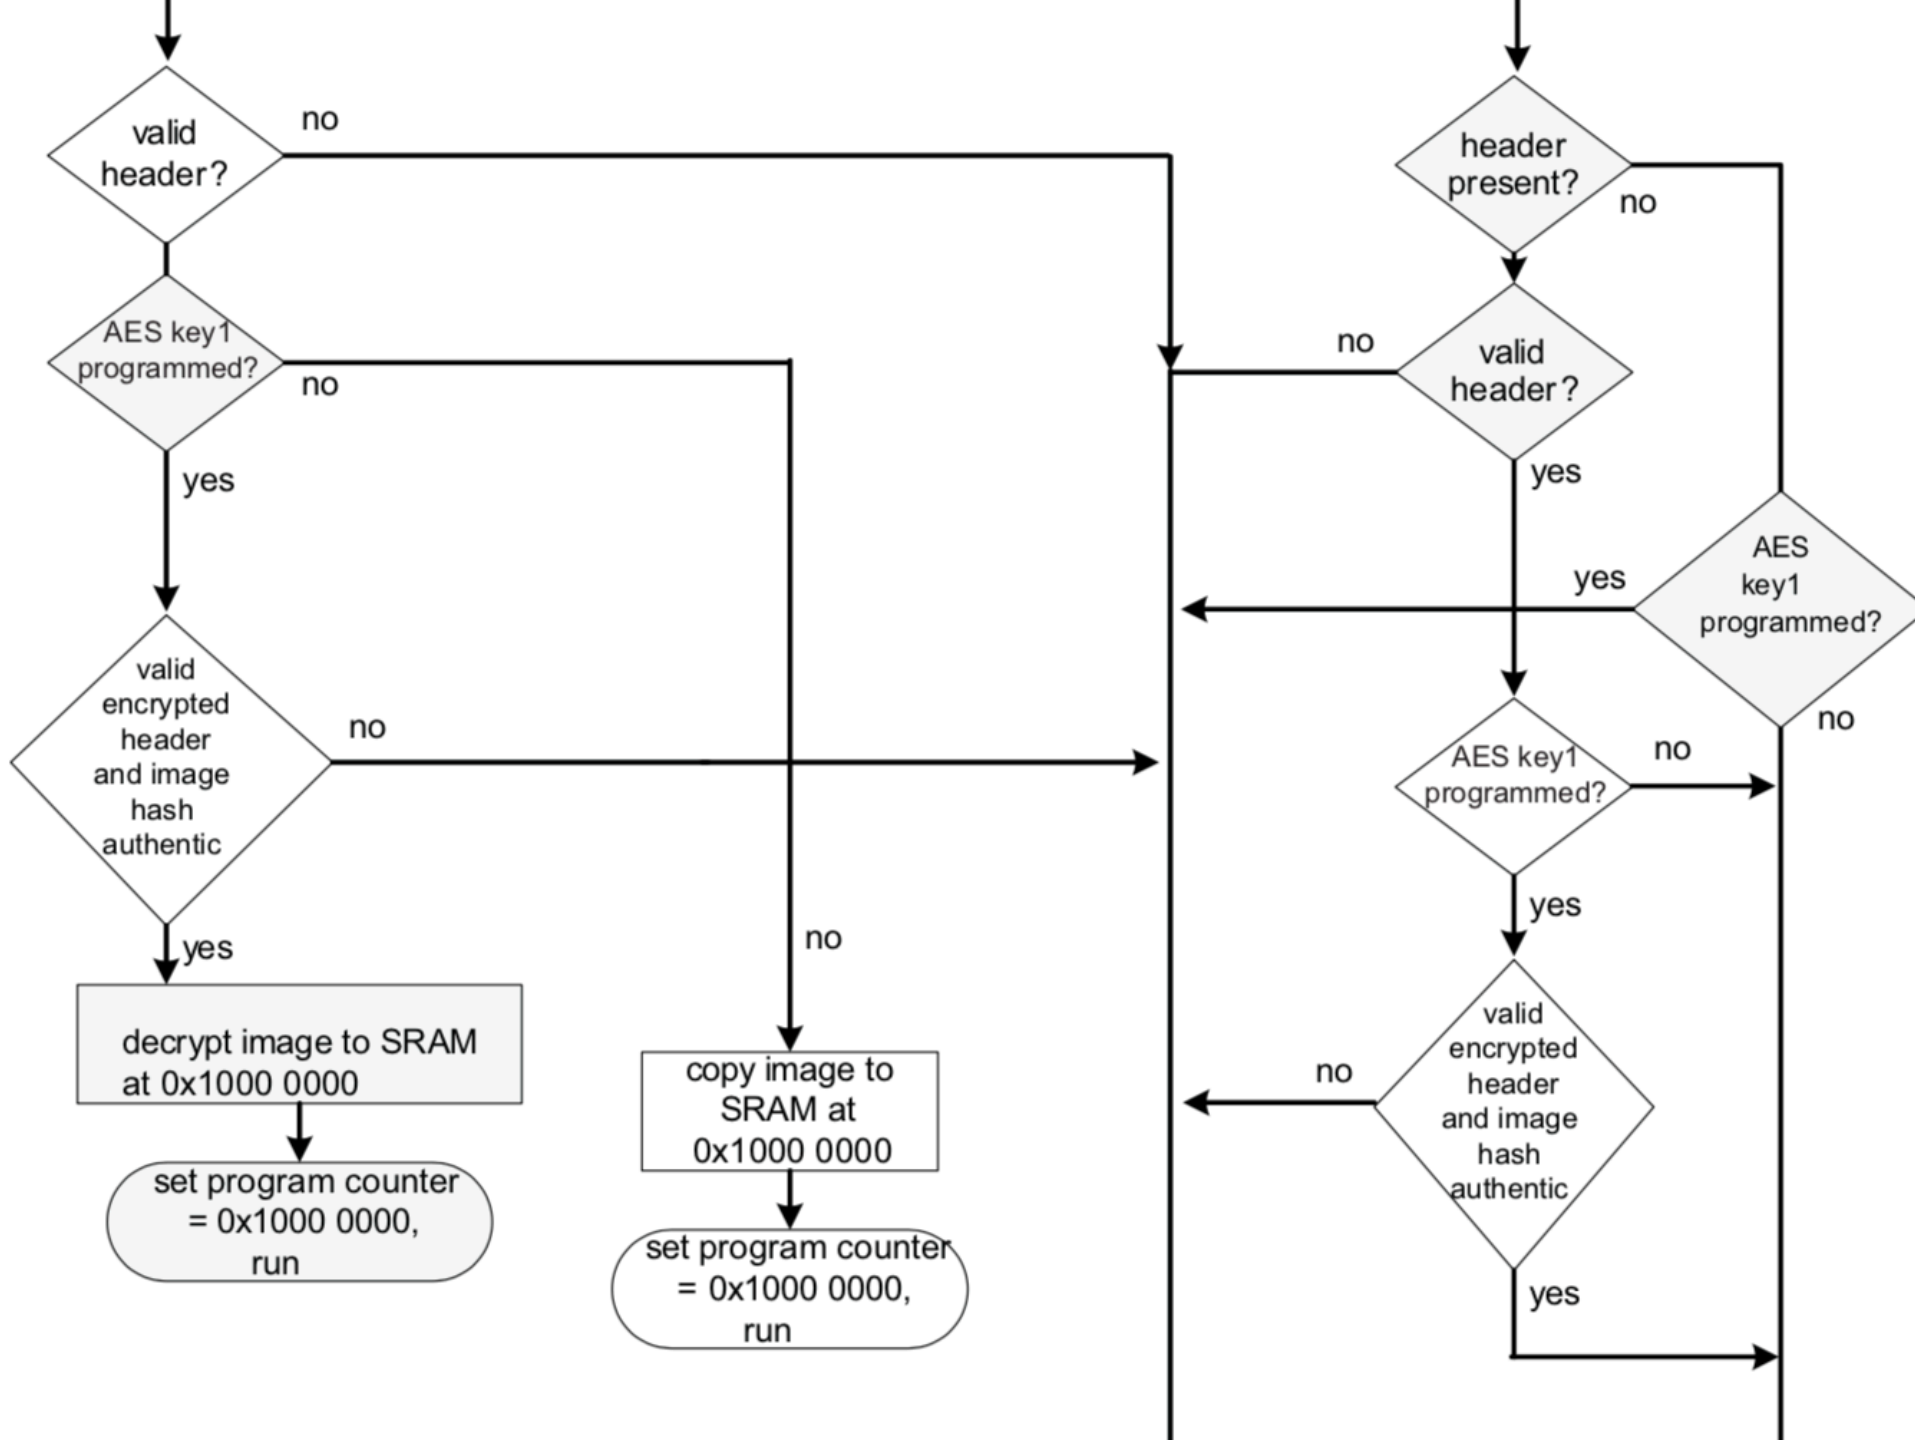 valid
header?
no
AES key1
programmed?
no
yes
valid
encrypted
header
and image
hash
authentic
no
yes
decrypt image to SRAM
at 0x1000 0000
set program counter
= 0x1000 0000,
run
no
copy image to
SRAM at
0x1000 0000
set program counter
= 0x1000 0000,
run
header
present?
no
valid
header?
no
yes
AES
key1
programmed?
yes
no
AES key1
programmed?
no
yes
valid
encrypted
header
and image
hash
authentic
no
yes